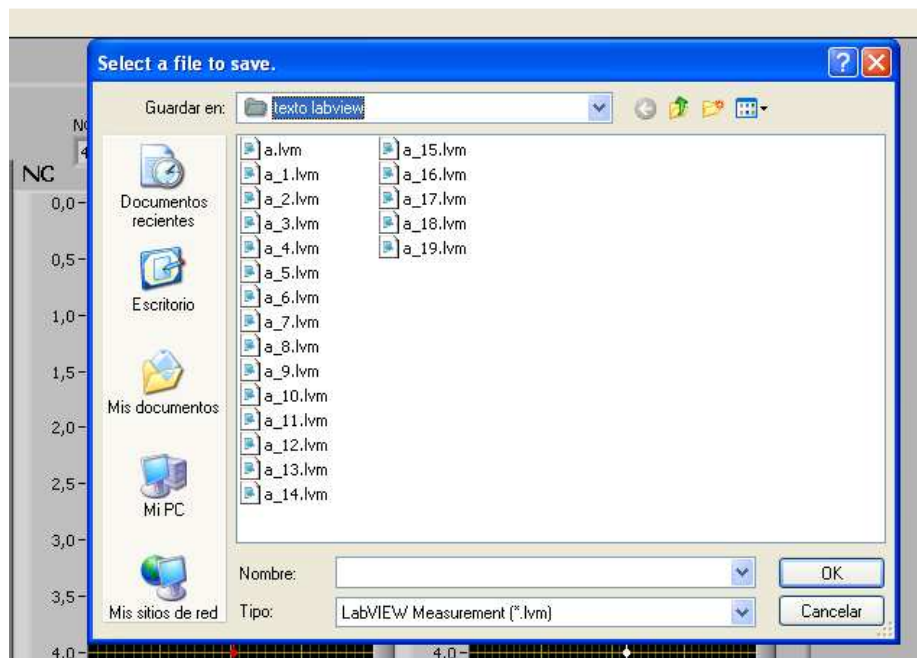 Select a file to save.
Guardar en: texto labview
NC
0,0
0,5
1,0
1,5
2,0
2,5
3,0
3,5
4,0
Documentos recientes
Escritorio
Mis documentos
Mi PC
Mis sitios de red
a.lvm
a_1.lvm
a_2.lvm
a_3.lvm
a_4.lvm
a_5.lvm
a_6.lvm
a_7.lvm
a_8.lvm
a_9.lvm
a_10.lvm
a_11.lvm
a_12.lvm
a_13.lvm
a_14.lvm
a_15.lvm
a_16.lvm
a_17.lvm
a_18.lvm
a_19.lvm
Nombre:
OK
Tipo: LabVIEW Measurement (*.lvm)
Cancelar
4,0